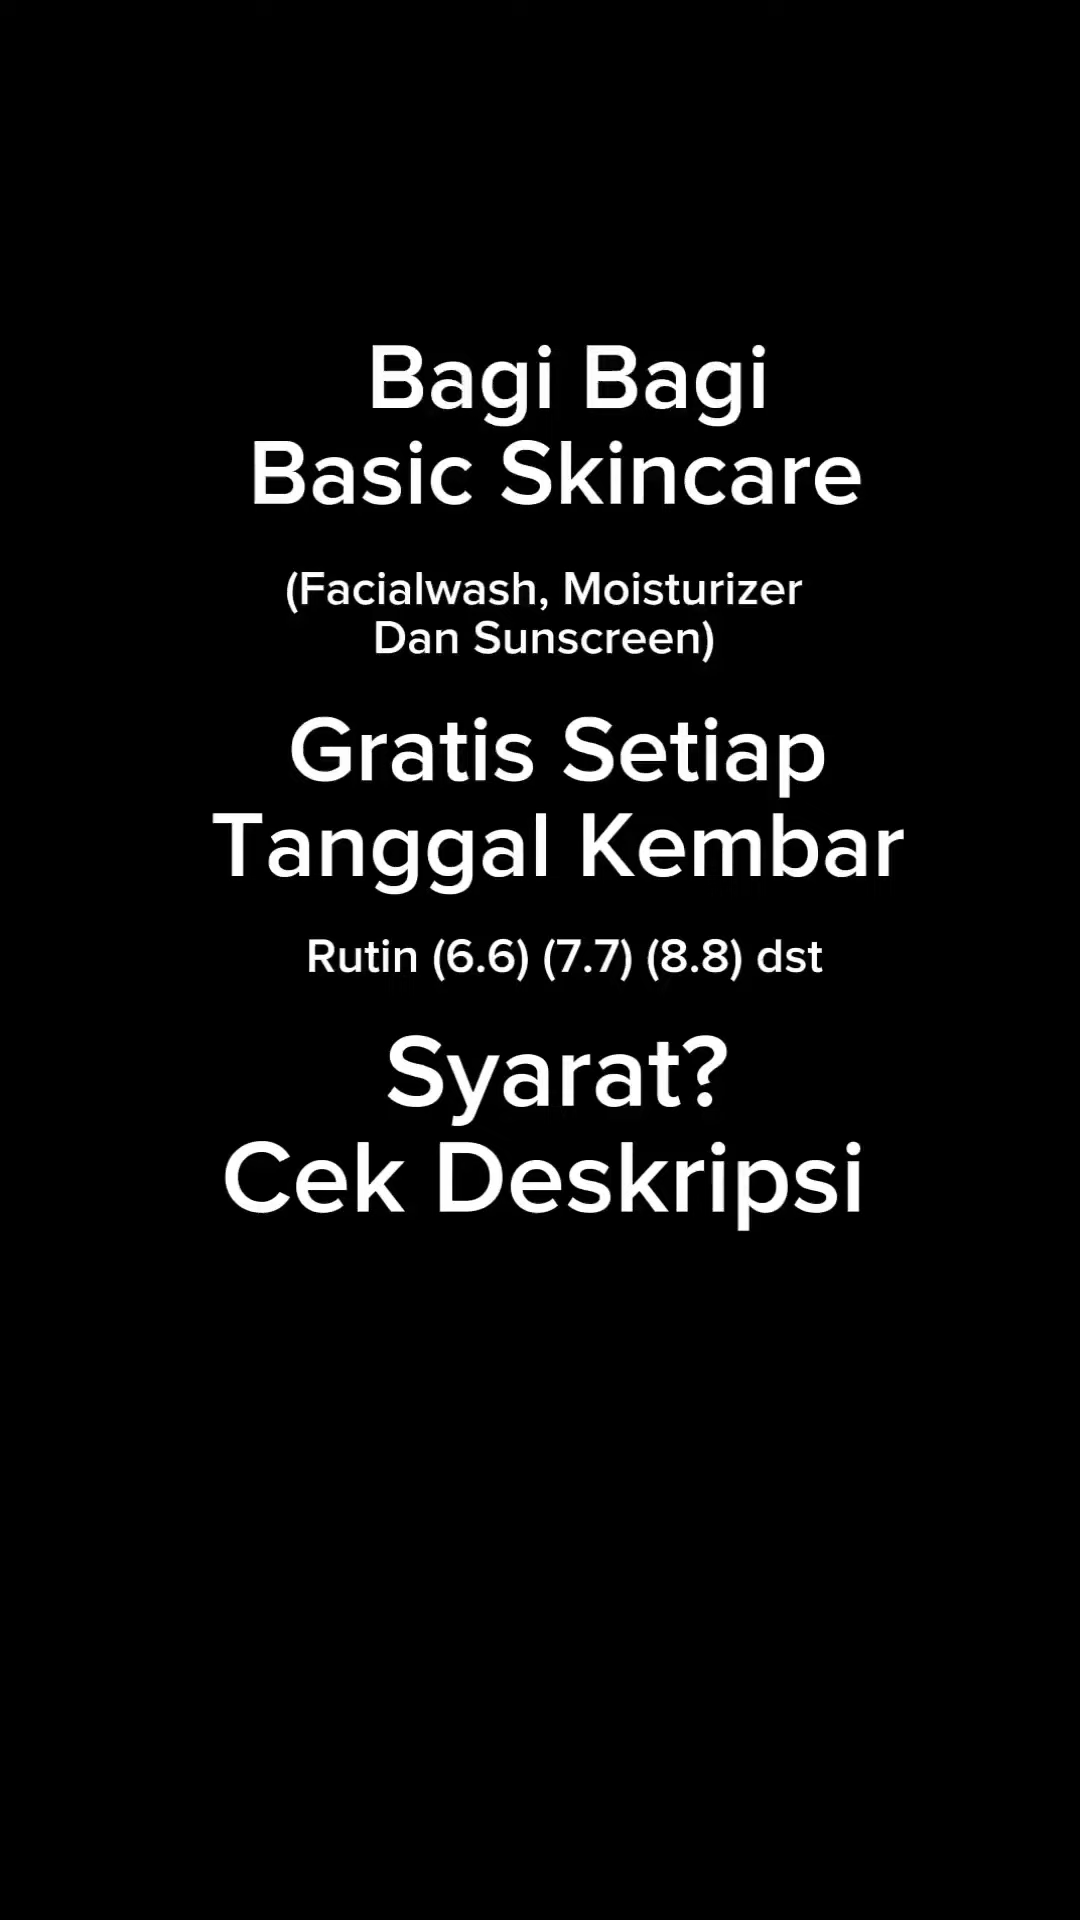 Bagi Bagi
Basic Skincare
(Facialwash, Moisturizer
Dan Sunscreen)
Gratis Setiap
Tanggal Kembar
Rutin (6.6) (7.7) (8.8) dst
Syarat?
Cek Deskripsi